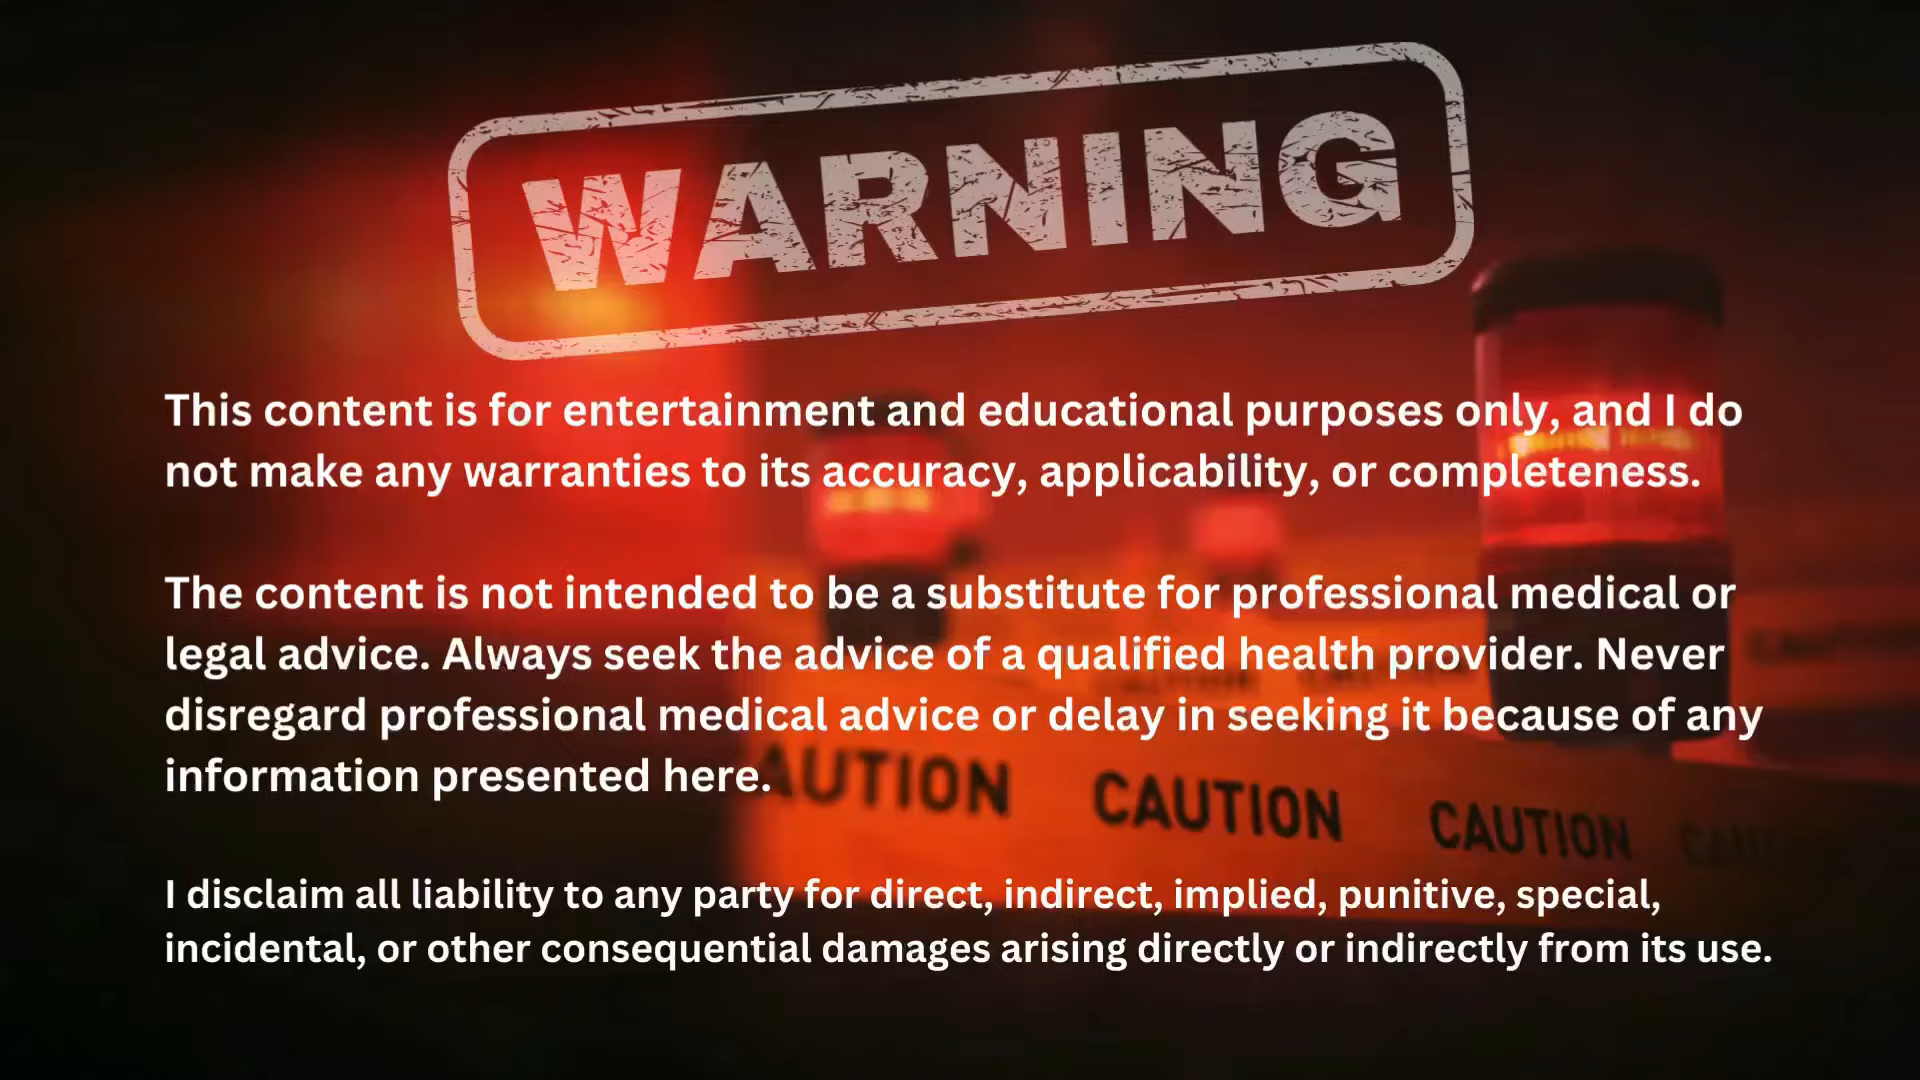 WARNING
This content is for entertainment and educational purposes only, and I do
not make any warranties to its accuracy, applicability, or completeness.
The content is not intended to be a substitute for professional medical or
legal advice. Always seek the advice of a qualified health provider. Never
disregard professional medical advice or delay in seeking it because of any
information presented here.
AUTION CAUTION CAUTION
I disclaim all liability to any party for direct, indirect, implied, punitive, special,
incidental, or other consequential damages arising directly or indirectly from its use.